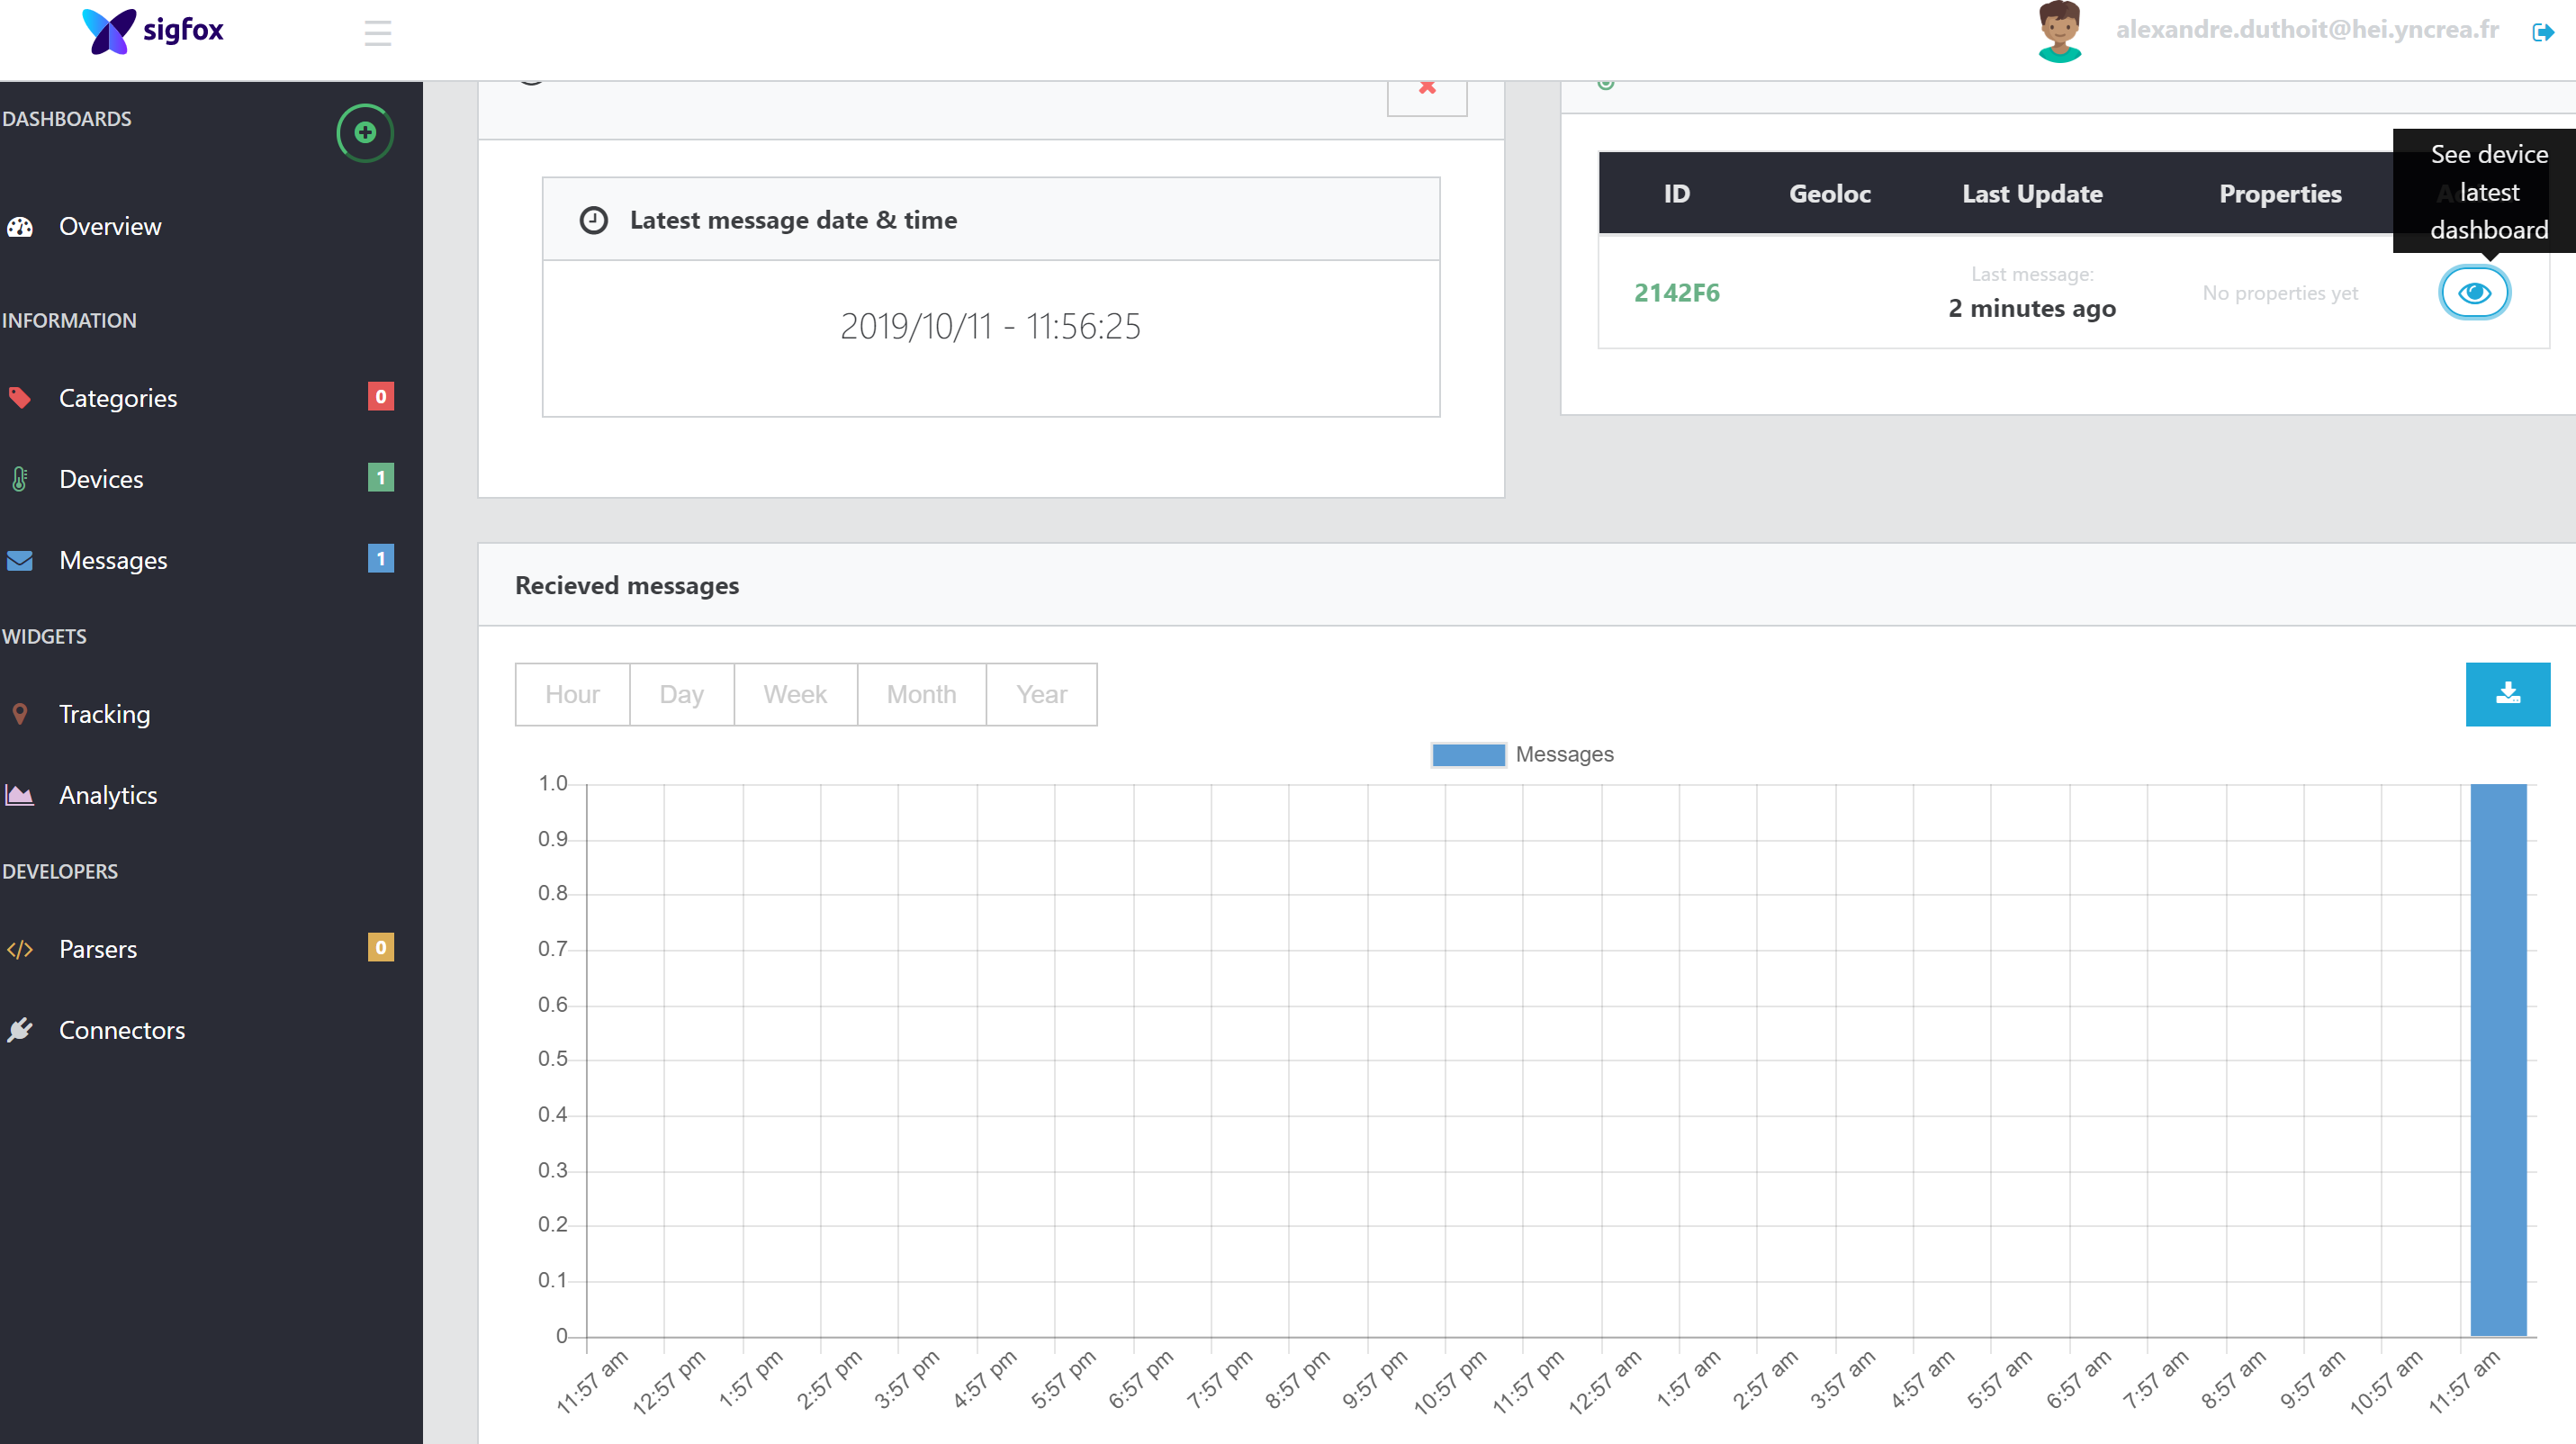 sigfox
alexandre.duthoit@hei.yncrea.fr
DASHBOARDS
Overview
INFORMATION
Categories 0
Devices 1
Messages 1
WIDGETS
Tracking
Analytics
DEVELOPERS
Parsers 0
Connectors
Latest message date & time
2019/10/11 - 11:56:25
ID Geoloc Last Update Properties
See device
latest
dashboard
2142F6
Last message:
2 minutes ago
No properties yet
Recieved messages
Hour Day Week Month Year
Messages
1.0
0.9
0.8
0.7
0.6
0.5
0.4
0.3
0.2
0.1
0
11:57 am 12:57 pm 1:57 pm 2:57 pm 3:57 pm 4:57 pm 5:57 pm 6:57 pm 7:57 pm 8:57 pm 9:57 pm 10:57 pm 11:57 pm 12:57 am 1:57 am 2:57 am 3:57 am 4:57 am 5:57 am 6:57 am 7:57 am 8:57 am 9:57 am 10:57 am 11:57 am